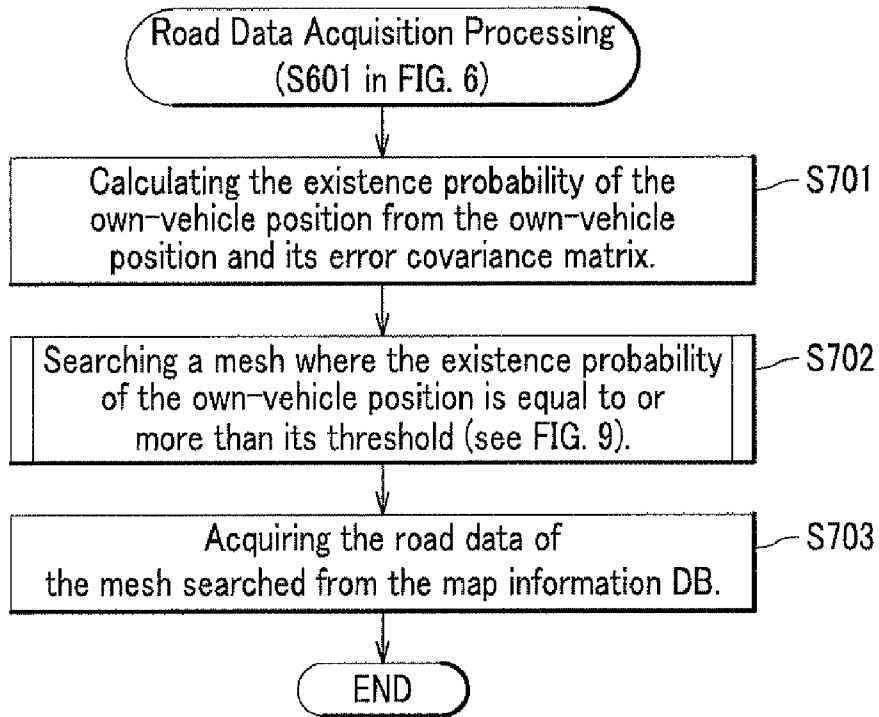 Road Data Acquisition Processing
(S601 in FIG. 6)
Calculating the existence probability of the
own-vehicle position from the own-vehicle
position and its error covariance matrix.
S701
Searching a mesh where the existence probability
of the own-vehicle position is equal to or
more than its threshold (see FIG. 9).
S702
Acquiring the road data of
the mesh searched from the map information DB.
S703
END